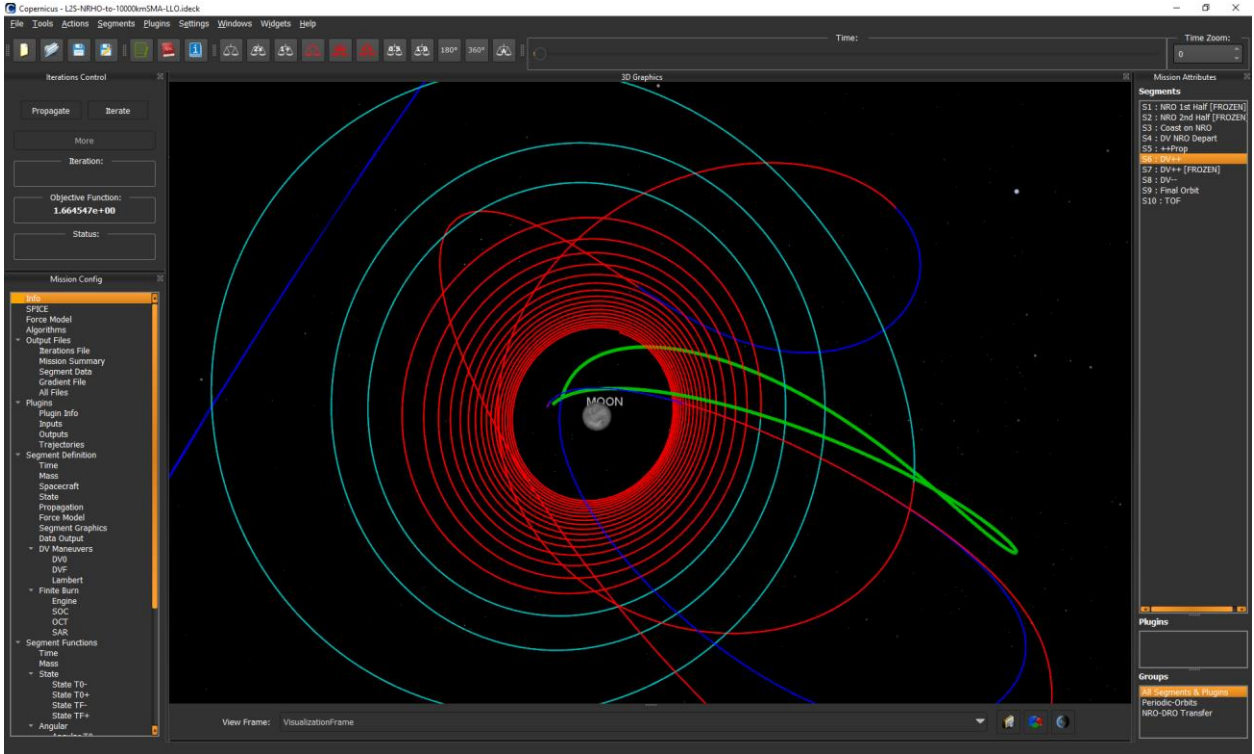 Copernicus - L2S-NRHO-to-10000kmSMA-LLO.ideck
File Tools Actions Segments Plugins Settings Windows Widgets Help
180° 360°
Time:
Time Zoom:
0
Iterations Control
Propagate Iterate
More
Iteration:
Objective Function:
1.664547e+00
Status:
Mission Config
Info
SPICE
Force Model
Algorithms
Output Files
Iterations File
Mission Summary
Segment Data
Gradient File
All Files
Plugins
Plugin Info
Inputs
Outputs
Trajectories
Segment Definition
Time
Mass
Spacecraft
State
Propagation
Force Model
Segment Graphics
Data Output
DV Maneuvers
DV0
DVF
Lambert
Finite Burn
Engine
SOC
OCT
SAR
Segment Functions
Time
Mass
State
State T0-
State T0+
State TF-
State TF+
Angular
3D Graphics
MOON
View Frame: VisualizationFrame
Mission Attributes
Segments
S1 : NRO 1st Half [FROZEN]
S2 : NRO 2nd Half [FROZEN
S3 : Coast on NRO
S4 : DV NRO Depart
S5 : ++Prop
S6 : DV++
S7 : DV++ [FROZEN]
S8 : DV--
S9 : Final Orbit
S10 : TOF
Plugins
Groups
All Segments & Plugins
Periodic-Orbits
NRO-DRO Transfer